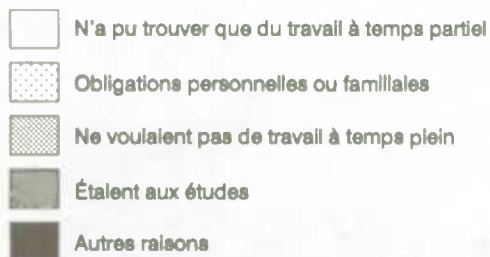 N'a pu trouver que du travail à temps partiel
Obligations personnelles ou familiales
Ne voulaient pas de travail à temps plein
Étaient aux études
Autres raisons